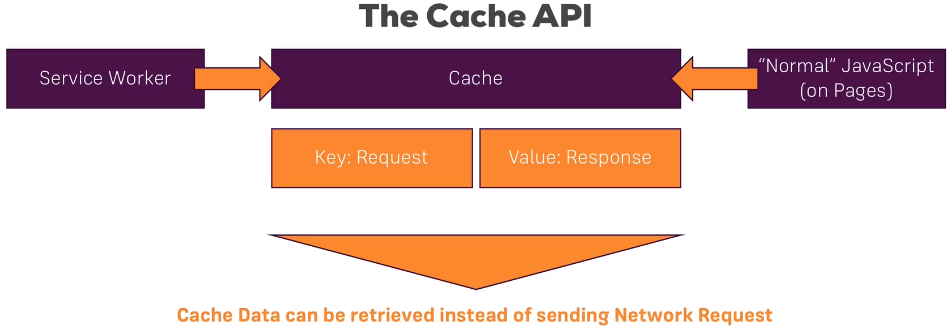 The Cache API
Service Worker
Cache
“Normal” JavaScript
(on Pages)
Key: Request
Value: Response
Cache Data can be retrieved instead of sending Network Request